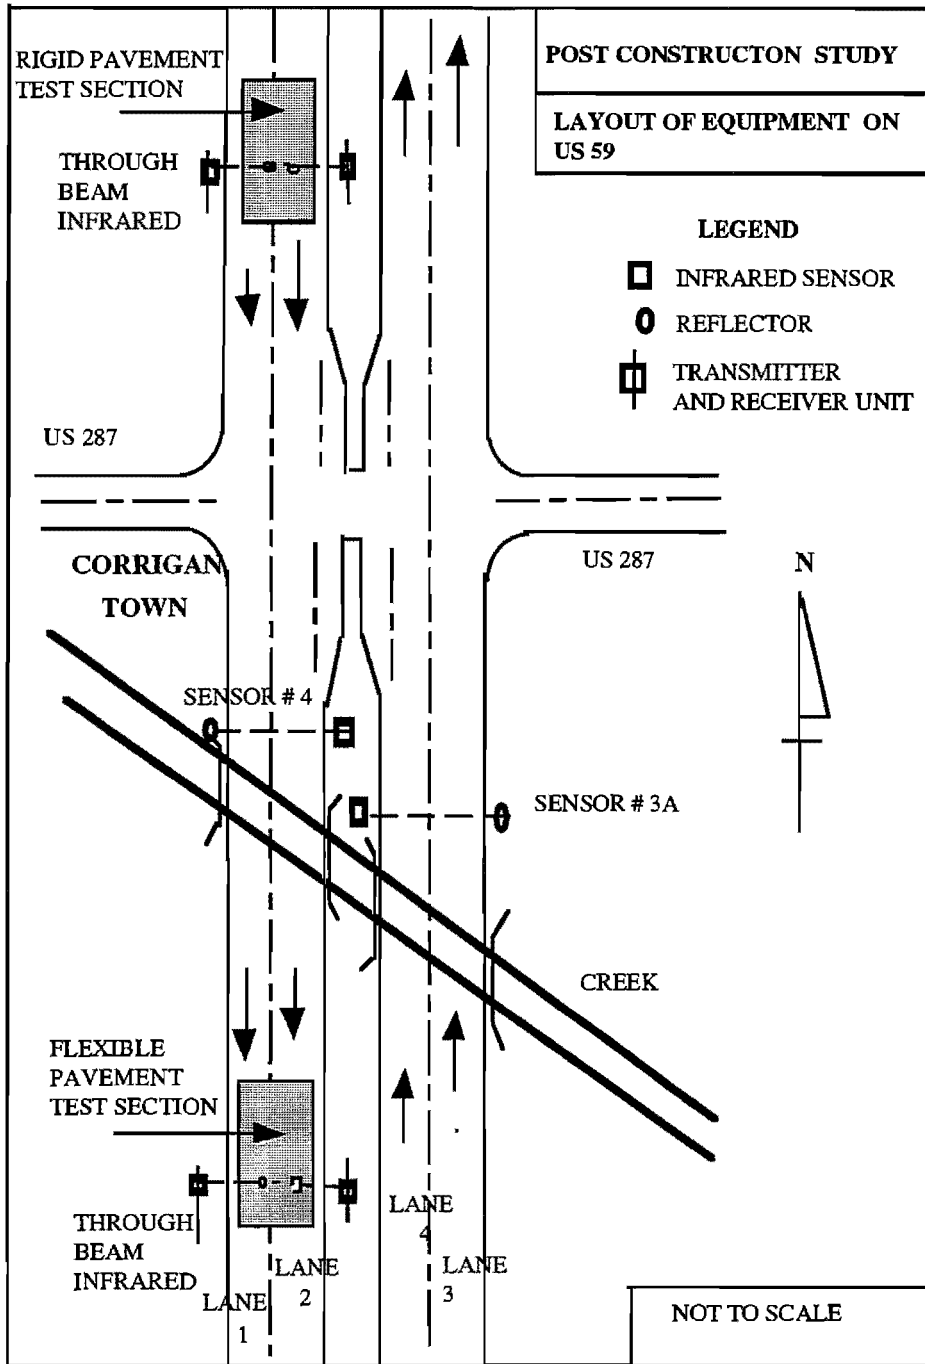 RIGID PAVEMENT
TEST SECTION
POST CONSTRUCTON STUDY
LAYOUT OF EQUIPMENT ON
US 59
THROUGH
BEAM
INFRARED
LEGEND
INFRARED SENSOR
REFLECTOR
TRANSMITTER
AND RECEIVER UNIT
US 287
CORRIGAN
TOWN
US 287
N
SENSOR # 4
SENSOR # 3A
CREEK
FLEXIBLE
PAVEMENT
TEST SECTION
THROUGH
BEAM
INFRARED
LANE
4
LANE
2
LANE
3
LANE
1
NOT TO SCALE